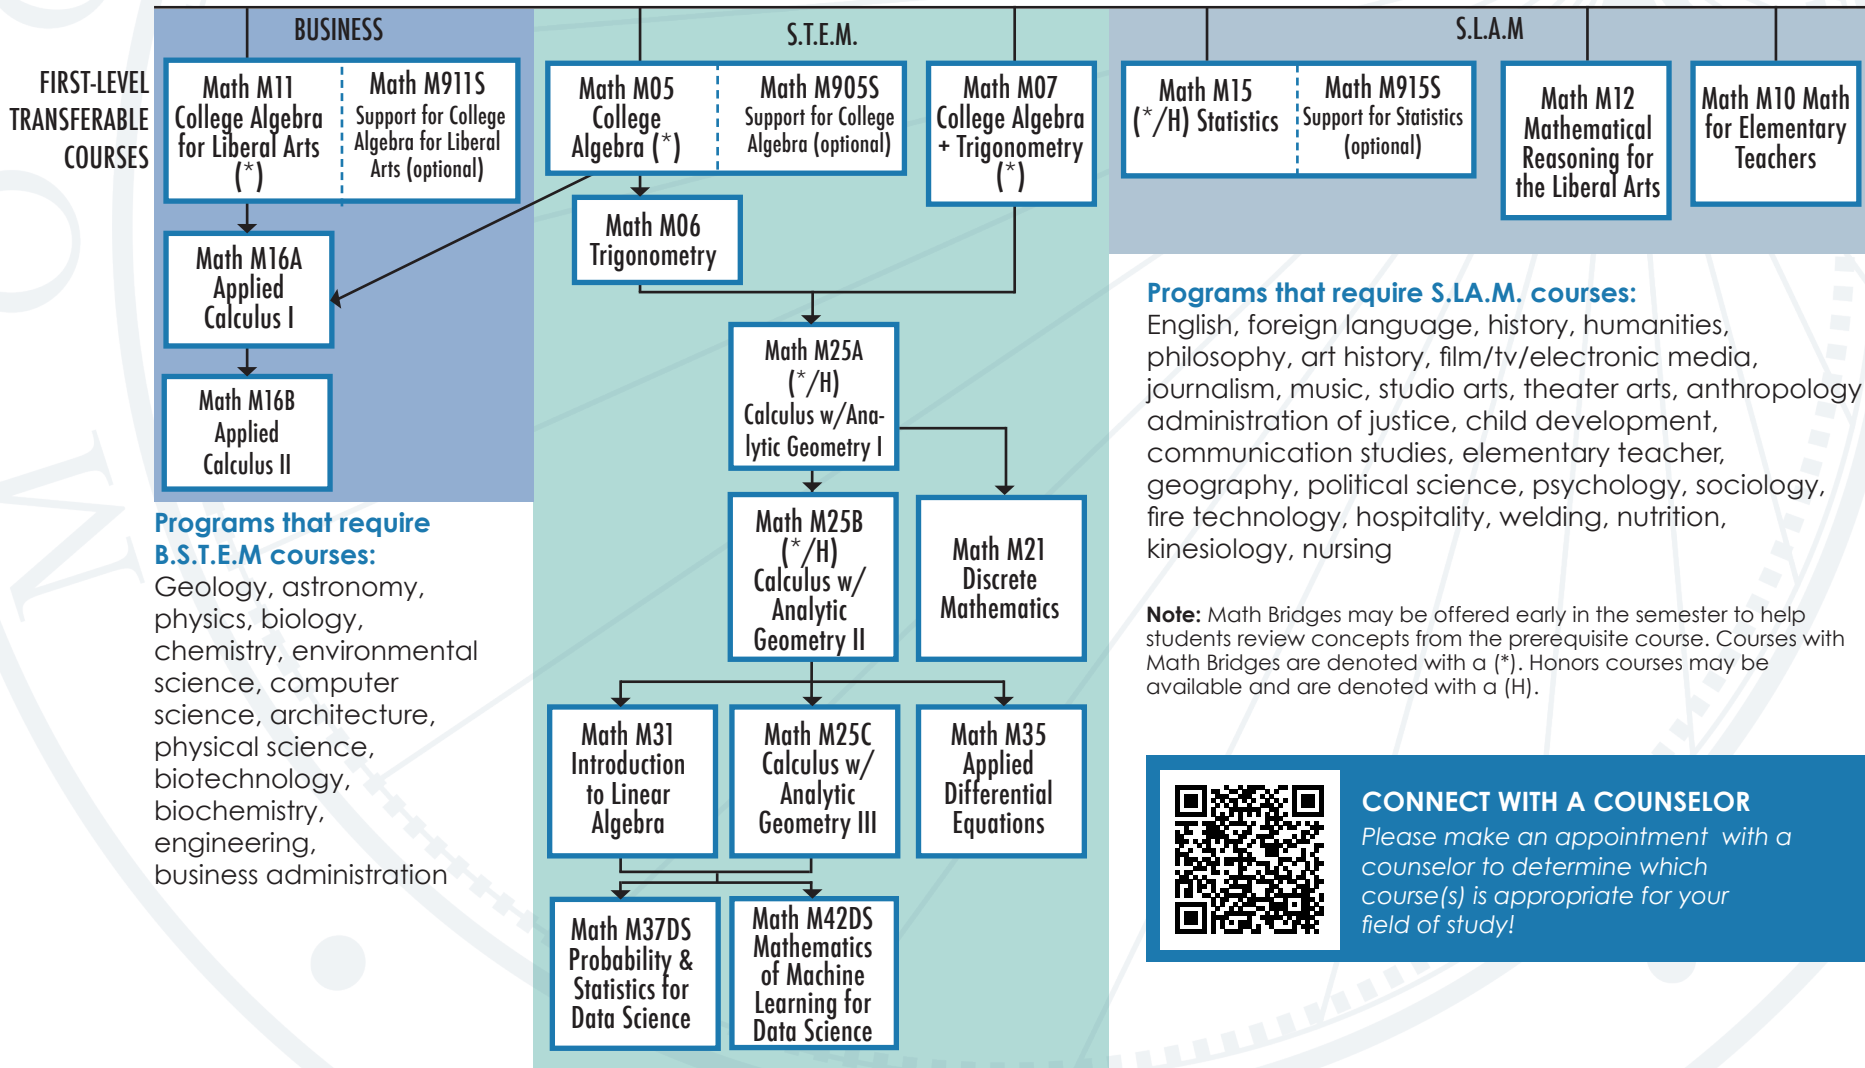 BUSINESS
S.T.E.M.
S.L.A.M
FIRST-LEVEL
TRANSFERABLE
COURSES
Math M11
College Algebra
for Liberal Arts
(*)
Math M911S
Support for College
Algebra for Liberal
Arts (optional)
Math M16A
Applied
Calculus I
Math M16B
Applied
Calculus II
Math M05
College
Algebra (*)
Math M905S
Support for College
Algebra (optional)
Math M07
College Algebra
+ Trigonometry
(*)
Math M06
Trigonometry
Math M25A
(*/H)
Calculus w/Ana-
lytic Geometry I
Math M25B
(*/H)
Calculus w/
Analytic
Geometry II
Math M21
Discrete
Mathematics
Math M31
Introduction
to Linear
Algebra
Math M25C
Calculus w/
Analytic
Geometry III
Math M35
Applied
Differential
Equations
Math M37DS
Probability &
Statistics for
Data Science
Math M42DS
Mathematics
of Machine
Learning for
Data Science
Math M15
(*/H) Statistics
Math M915S
Support for Statistics
(optional)
Math M12
Mathematical
Reasoning for
the Liberal Arts
Math M10 Math
for Elementary
Teachers
Programs that require
B.S.T.E.M courses:
Geology, astronomy,
physics, biology,
chemistry, environmental
science, computer
science, architecture,
physical science,
biotechnology,
biochemistry,
engineering,
business administration
Programs that require S.LA.M. courses:
English, foreign language, history, humanities,
philosophy, art history, film/tv/electronic media,
journalism, music, studio arts, theater arts, anthropology
administration of justice, child development,
communication studies, elementary teacher,
geography, political science, psychology, sociology,
fire technology, hospitality, welding, nutrition,
kinesiology, nursing
Note: Math Bridges may be offered early in the semester to help
students review concepts from the prerequisite course. Courses with
Math Bridges are denoted with a (*). Honors courses may be
available and are denoted with a (H).
CONNECT WITH A COUNSELOR
Please make an appointment with a
counselor to determine which
course(s) is appropriate for your
field of study!
O
M